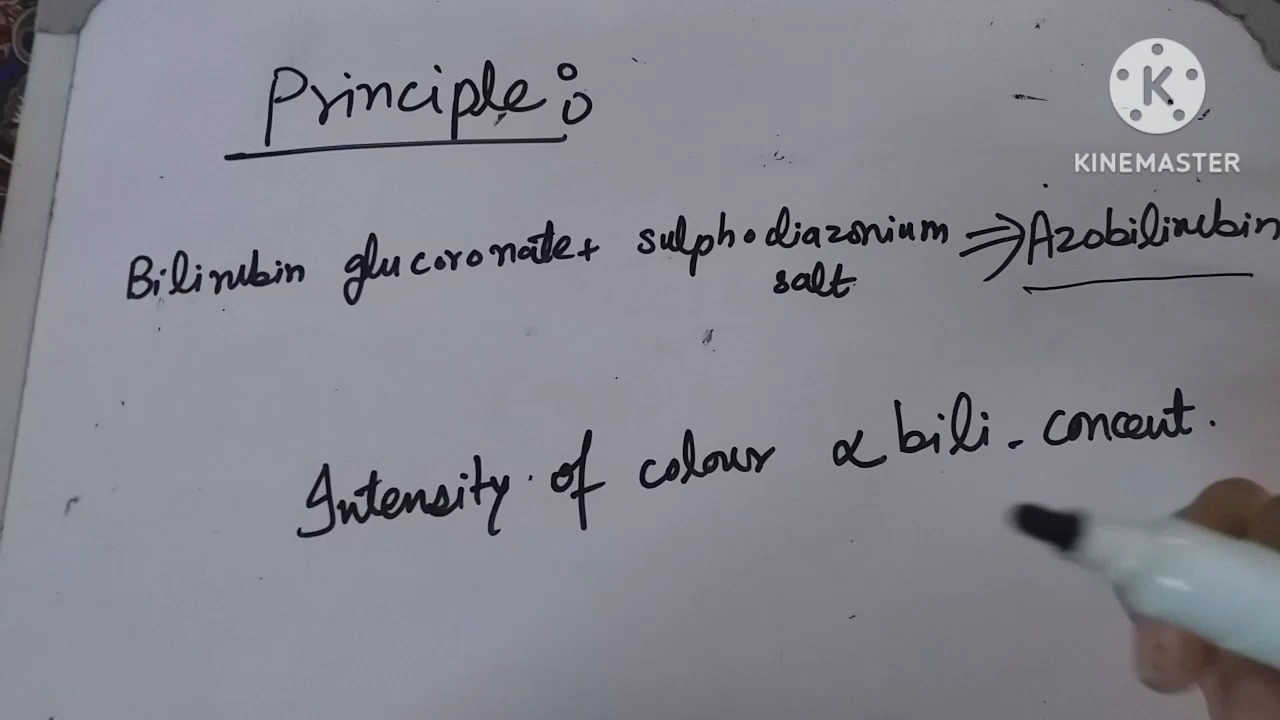 Principle:
Bilirubin glucoronate + sulphodiazonium salt ⇒ Azobilirubin
Intensity of colour ∝ bili. concent.
K
KINEMASTER